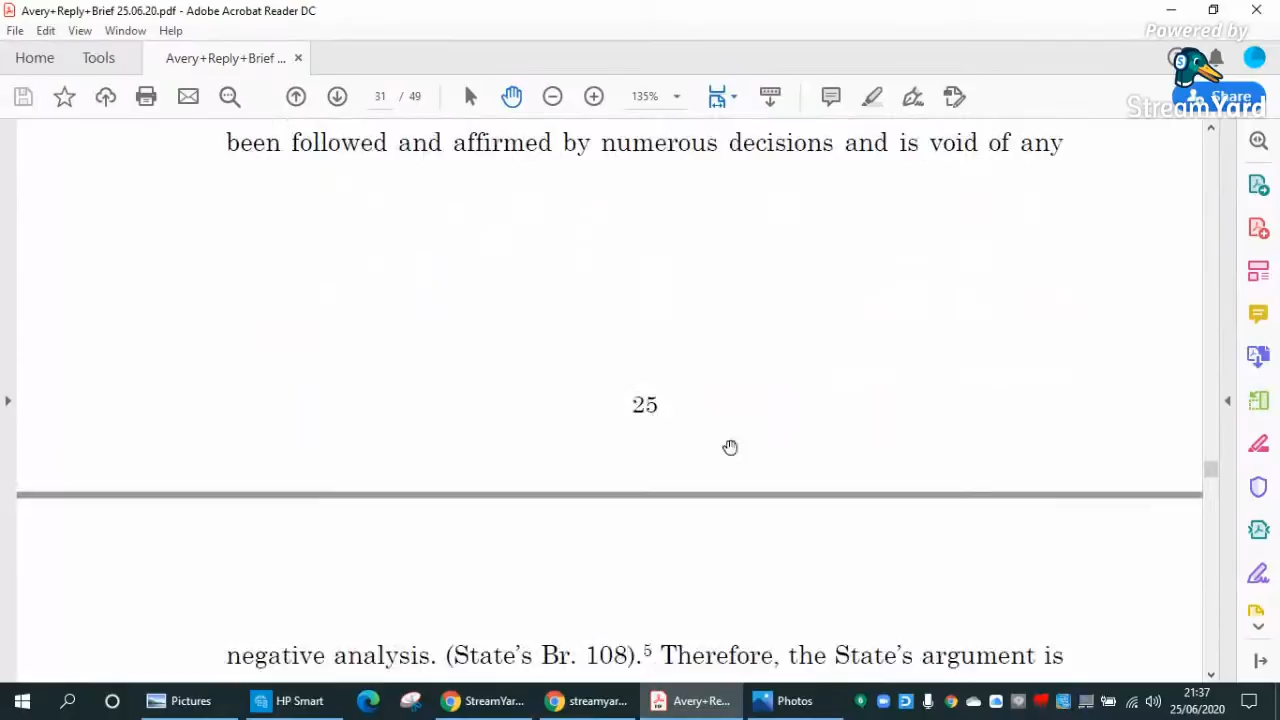 Avery+Reply+Brief 25.06.20.pdf - Adobe Acrobat Reader DC
File Edit View Window Help
Powered by
Home Tools Avery+Reply+Brief ... ×
31 / 49 135% Share
StreamYard
been followed and affirmed by numerous decisions and is void of any
25
negative analysis. (State's Br. 108).⁵ Therefore, the State's argument is
Pictures HP Smart StreamYar... streamyar... Avery+Re... Photos
21:37
25/06/2020